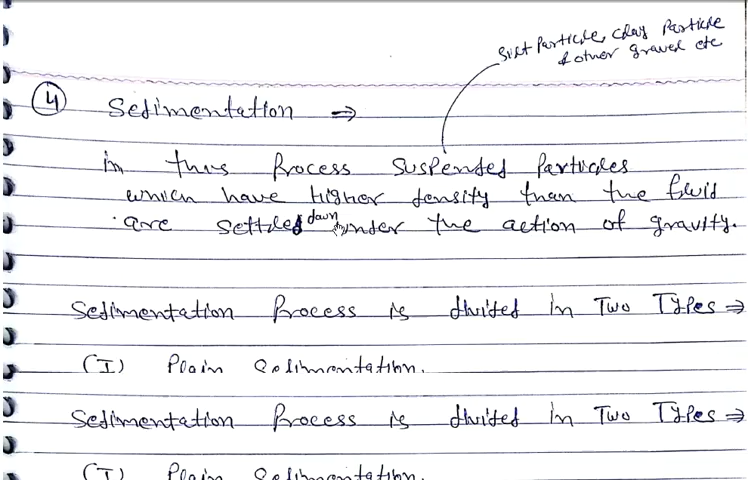 Silt Particle, clay Particle
& other gravel etc
(4) Sedimentation ⇒
in this Process suspended Particles
which have higher density than the fluid
are settled down under the action of gravity.
Sedimentation Process is divided in Two Types ⇒
(I) Plain Sedimentation.
Sedimentation Process is divided in Two Types ⇒
(I) Plain Sedimentation.